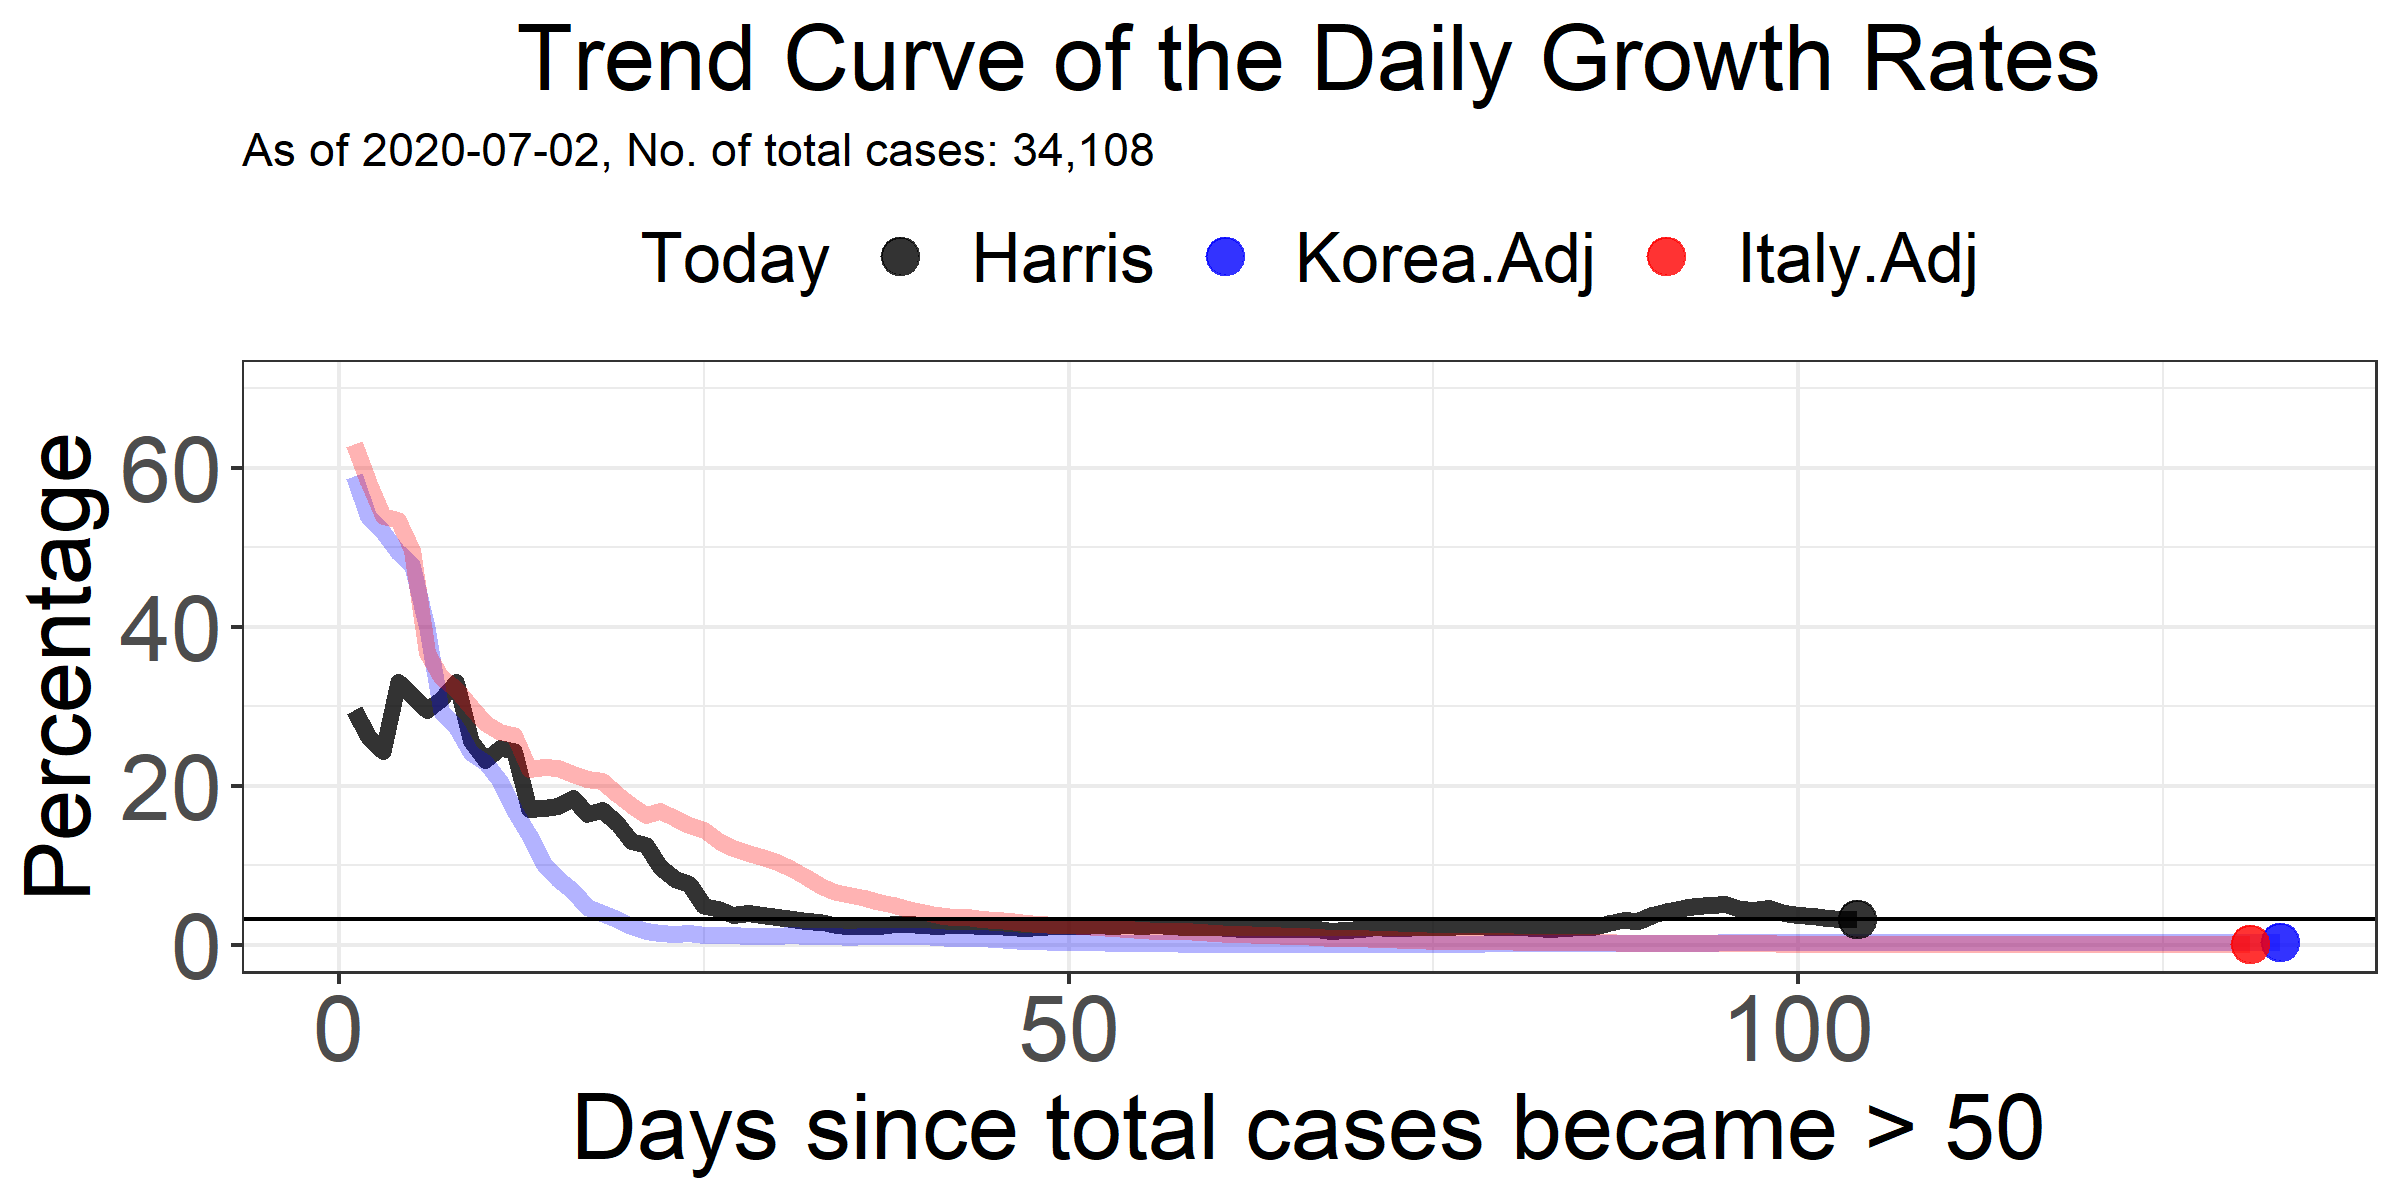 Trend Curve of the Daily Growth Rates
As of 2020-07-02, No. of total cases: 34,108
Today Harris Korea.Adj Italy.Adj
Percentage
60
40
20
0
0 50 100
Days since total cases became > 50